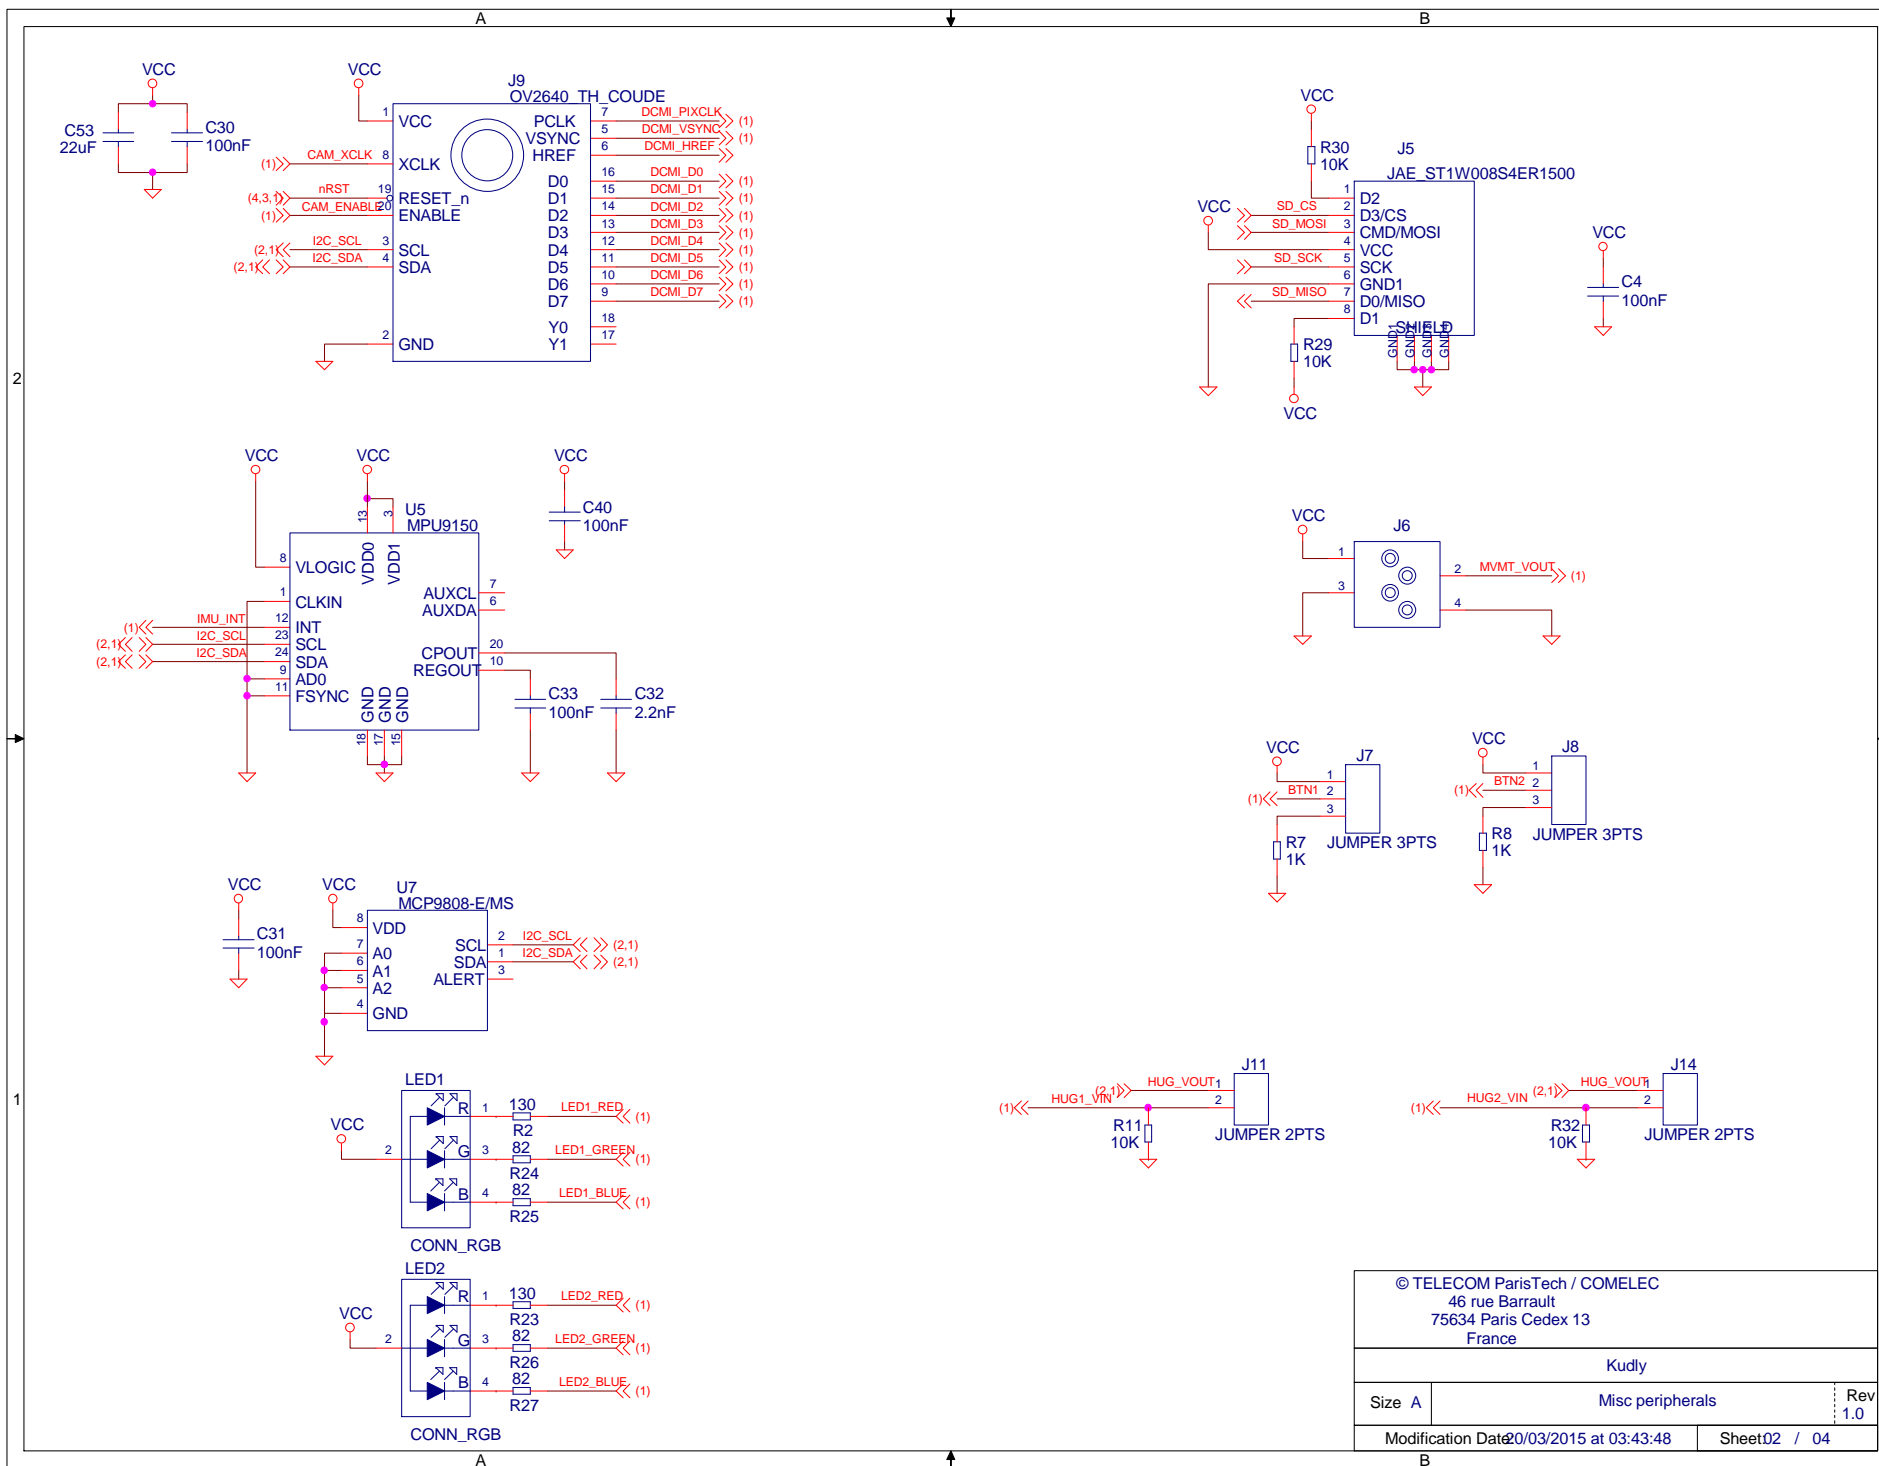 A
B
2
1
VCC
C53
22uF
C30
100nF
VCC
J9
OV2640_TH_COUDE
1 VCC
(1) CAM_XCLK 8 XCLK
(4,3,1) nRST 19 RESET_n
(1) CAM_ENABLE 20 ENABLE
(2,1) I2C_SCL 3 SCL
(2,1) I2C_SDA 4 SDA
2 GND
PCLK 7 DCMI_PIXCLK (1)
VSYNC 5 DCMI_VSYNC (1)
HREF 6 DCMI_HREF
D0 16 DCMI_D0 (1)
D1 15 DCMI_D1 (1)
D2 14 DCMI_D2 (1)
D3 13 DCMI_D3 (1)
D4 12 DCMI_D4 (1)
D5 11 DCMI_D5 (1)
D6 10 DCMI_D6 (1)
D7 9 DCMI_D7 (1)
Y0 18
Y1 17
VCC
R30
10K
J5
JAE_ST1W008S4ER1500
1 D2
SD_CS 2 D3/CS
SD_MOSI 3 CMD/MOSI
VCC 4 VCC
SD_SCK 5 SCK
6 GND1
SD_MISO 7 D0/MISO
8 D1
SHIELD
GND1
GND2
GND3
GND4
R29
10K
VCC
VCC
C4
100nF
VCC
VCC
VCC
C40
100nF
U5
MPU9150
13 VDD0
3 VDD1
8 VLOGIC
1 CLKIN
(1) IMU_INT 12 INT
(2,1) I2C_SCL 23 SCL
(2,1) I2C_SDA 24 SDA
9 AD0
11 FSYNC
AUXCL 7
AUXDA 6
CPOUT 20
REGOUT 10
GND 18
GND 17
GND 15
C33
100nF
C32
2.2nF
VCC
J6
1
3
2 MVMT_VOUT (1)
4
VCC
J7
1
(1) BTN1 2
3
R7
1K
JUMPER 3PTS
VCC
J8
1
(1) BTN2 2
3
R8
1K
JUMPER 3PTS
VCC
C31
100nF
VCC
U7
MCP9808-E/MS
8 VDD
7 A0
6 A1
5 A2
4 GND
SCL 2 I2C_SCL (2,1)
SDA 1 I2C_SDA (2,1)
ALERT 3
LED1
VCC
2
R 1 130 LED1_RED (1)
R2
G 3 82 LED1_GREEN (1)
R24
B 4 82 LED1_BLUE (1)
R25
CONN_RGB
LED2
VCC
2
R 1 130 LED2_RED (1)
R23
G 3 82 LED2_GREEN (1)
R26
B 4 82 LED2_BLUE (1)
R27
CONN_RGB
J11
(2,1) HUG_VOUT 1
(1) HUG1_VIN 2
R11
10K
JUMPER 2PTS
J14
(2,1) HUG_VOUT 1
(1) HUG2_VIN 2
R32
10K
JUMPER 2PTS
© TELECOM ParisTech / COMELEC
46 rue Barrault
75634 Paris Cedex 13
France
Kudly
Size A
Misc peripherals
Rev
1.0
Modification Date 20/03/2015 at 03:43:48
Sheet: 02 / 04
A
B